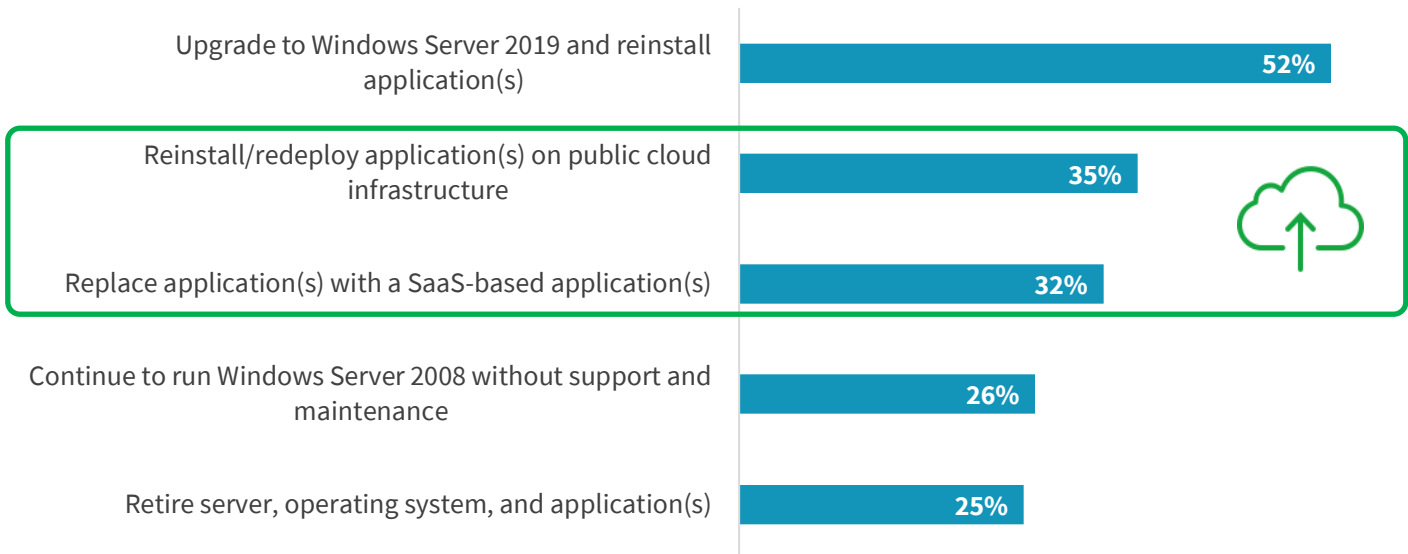 Upgrade to Windows Server 2019 and reinstall
application(s)
52%
Reinstall/redeploy application(s) on public cloud
infrastructure
35%
Replace application(s) with a SaaS-based application(s)
32%
Continue to run Windows Server 2008 without support and
maintenance
26%
Retire server, operating system, and application(s)
25%